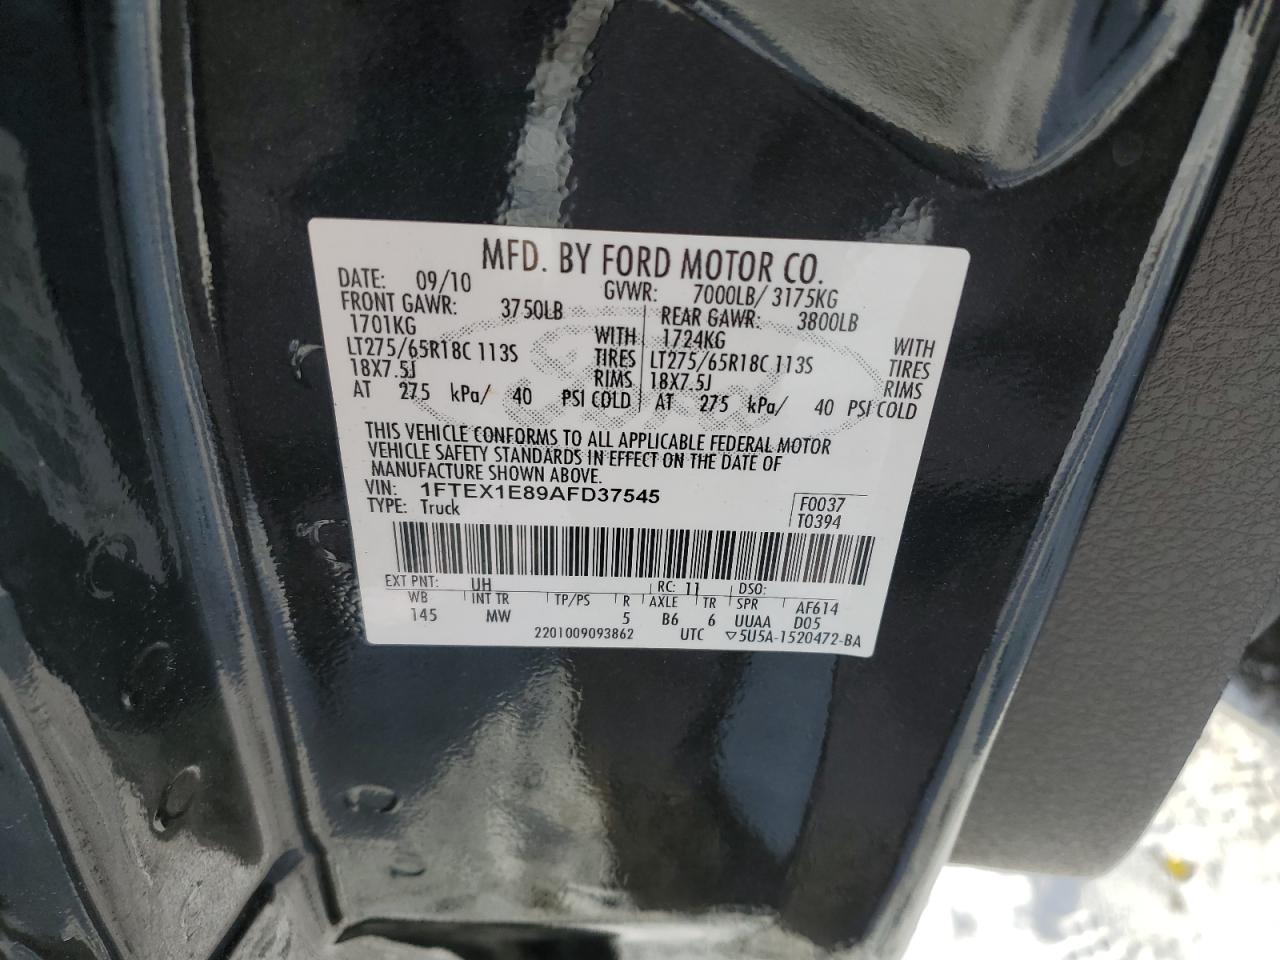 MFD. BY FORD MOTOR CO.
DATE: 09/10 GVWR: 7000LB/ 3175KG
FRONT GAWR: 3750LB REAR GAWR: 3800LB
1701KG WITH 1724KG WITH
LT275/65R18C 113S TIRES LT275/65R18C 113S TIRES
18X7.5J RIMS 18X7.5J RIMS
AT 275 kPa/ 40 PSI COLD AT 275 kPa/ 40 PSI COLD
THIS VEHICLE CONFORMS TO ALL APPLICABLE FEDERAL MOTOR
VEHICLE SAFETY STANDARDS IN EFFECT ON THE DATE OF
MANUFACTURE SHOWN ABOVE.
VIN: 1FTEX1E89AFD37545 F0037
TYPE: Truck T0394
EXT PNT: UH RC: 11 DSO:
WB INT TR TP/PS R AXLE TR SPR AF614
145 MW 5 B6 6 UUAA D05
2201009093862 UTC ▽5U5A-1520472-BA